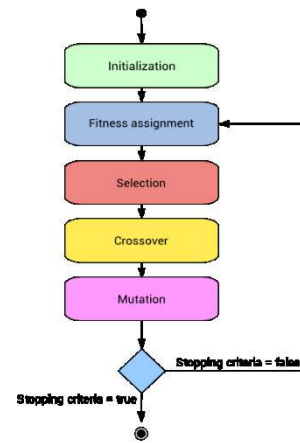 Initialization
Fitness assignment
Selection
Crossover
Mutation
Stopping criteria = false
Stopping criteria = true